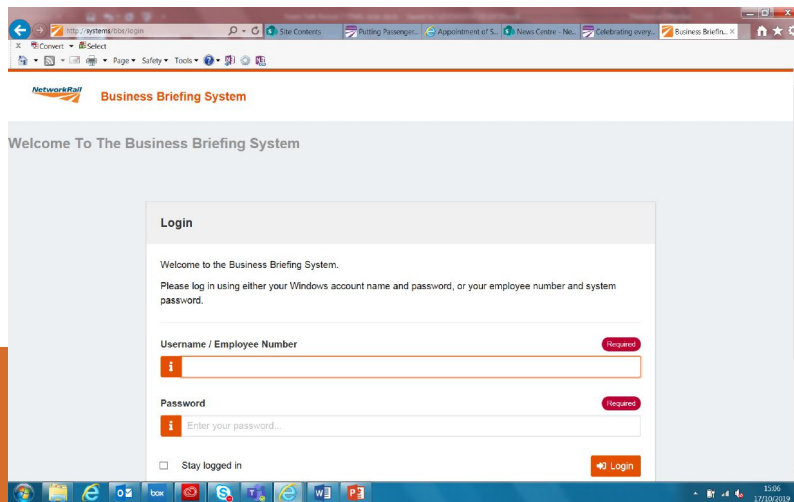 http://systems/bbs/login
Site Contents
Putting Passenger...
Appointment of S...
News Centre - Ne...
Celebrating every...
Business Briefin...
x Convert Select
Page Safety Tools
NetworkRail
Business Briefing System
Welcome To The Business Briefing System
Login
Welcome to the Business Briefing System.
Please log in using either your Windows account name and password, or your employee number and system
password.
Username / Employee Number Required
Password Required
Enter your password...
Stay logged in Login
box
15:06
17/10/2019